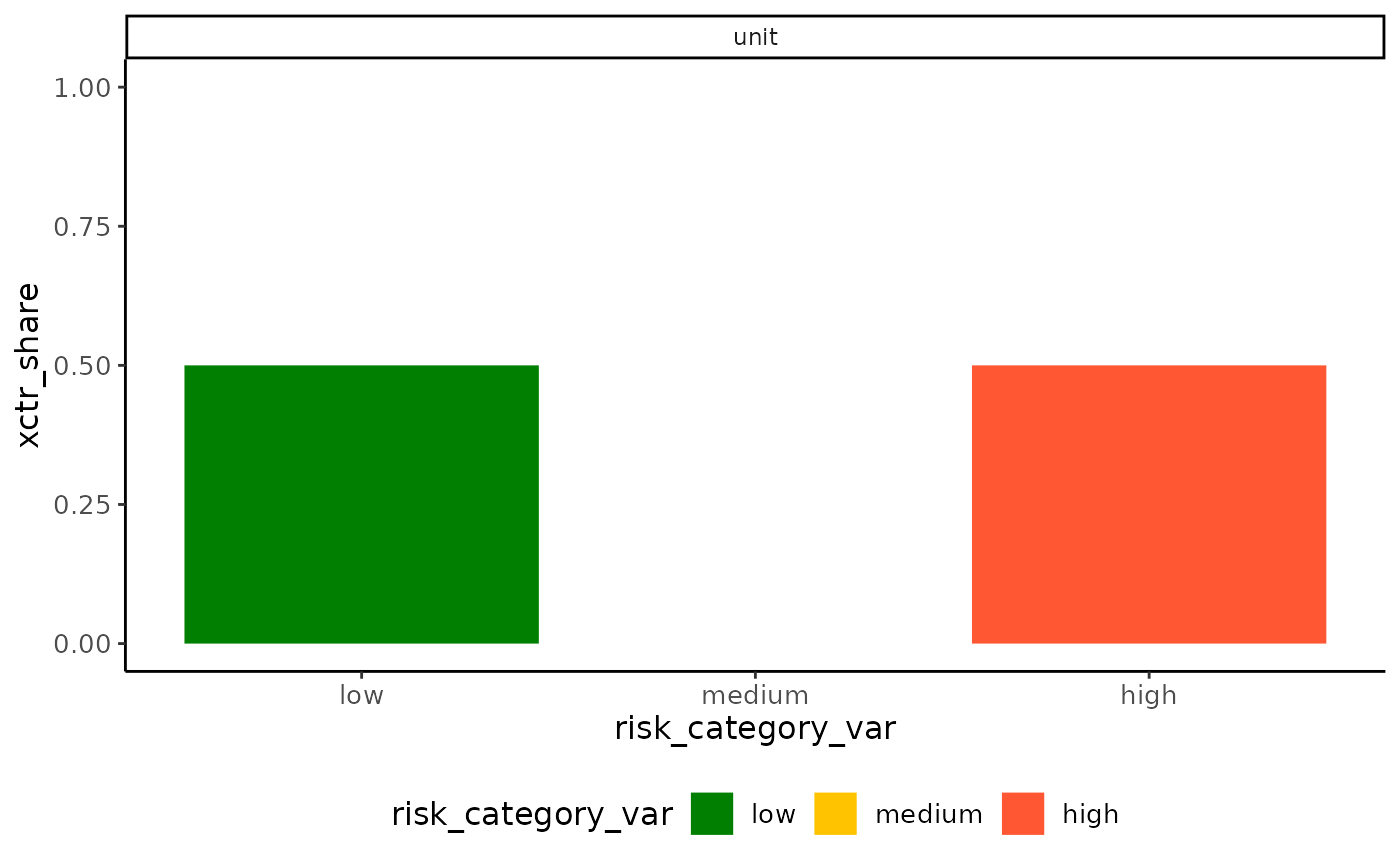 unit
1.00
0.75
0.50
0.25
0.00
xctr_share
low medium high
risk_category_var
risk_category_var low medium high